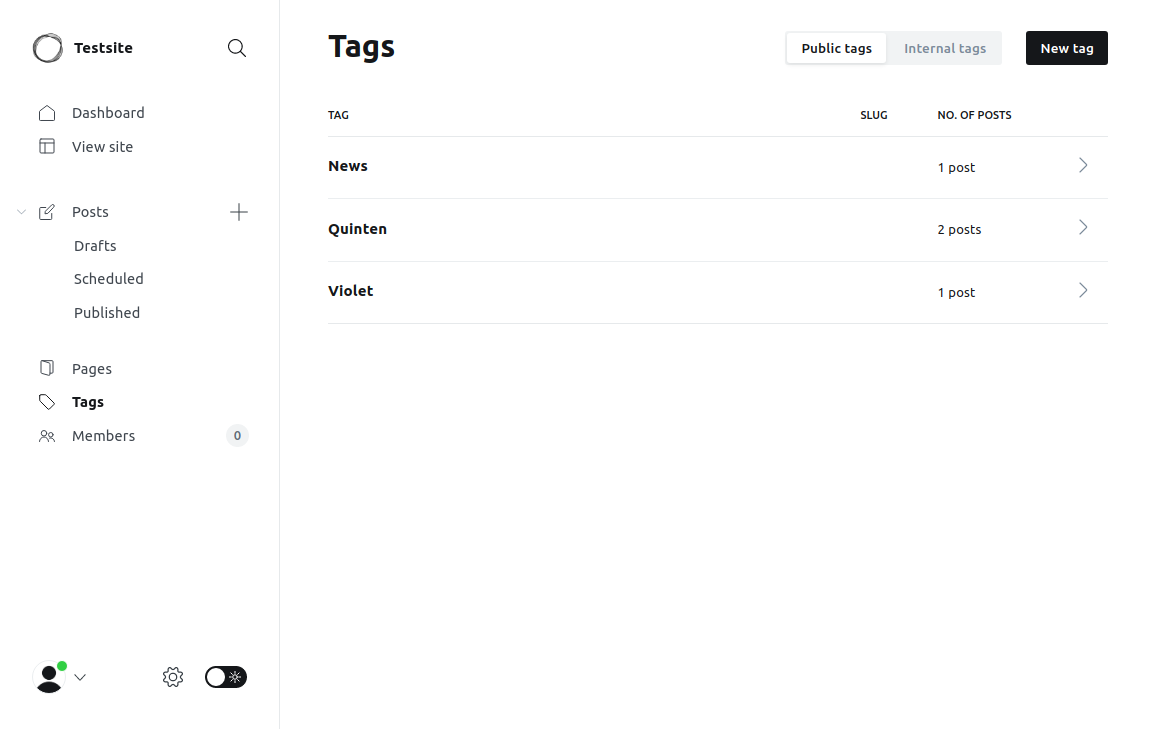 Testsite
Dashboard
View site
Posts
Drafts
Scheduled
Published
Pages
Tags
Members 0
Tags
Public tags Internal tags New tag
TAG SLUG NO. OF POSTS
News 1 post
Quinten 2 posts
Violet 1 post